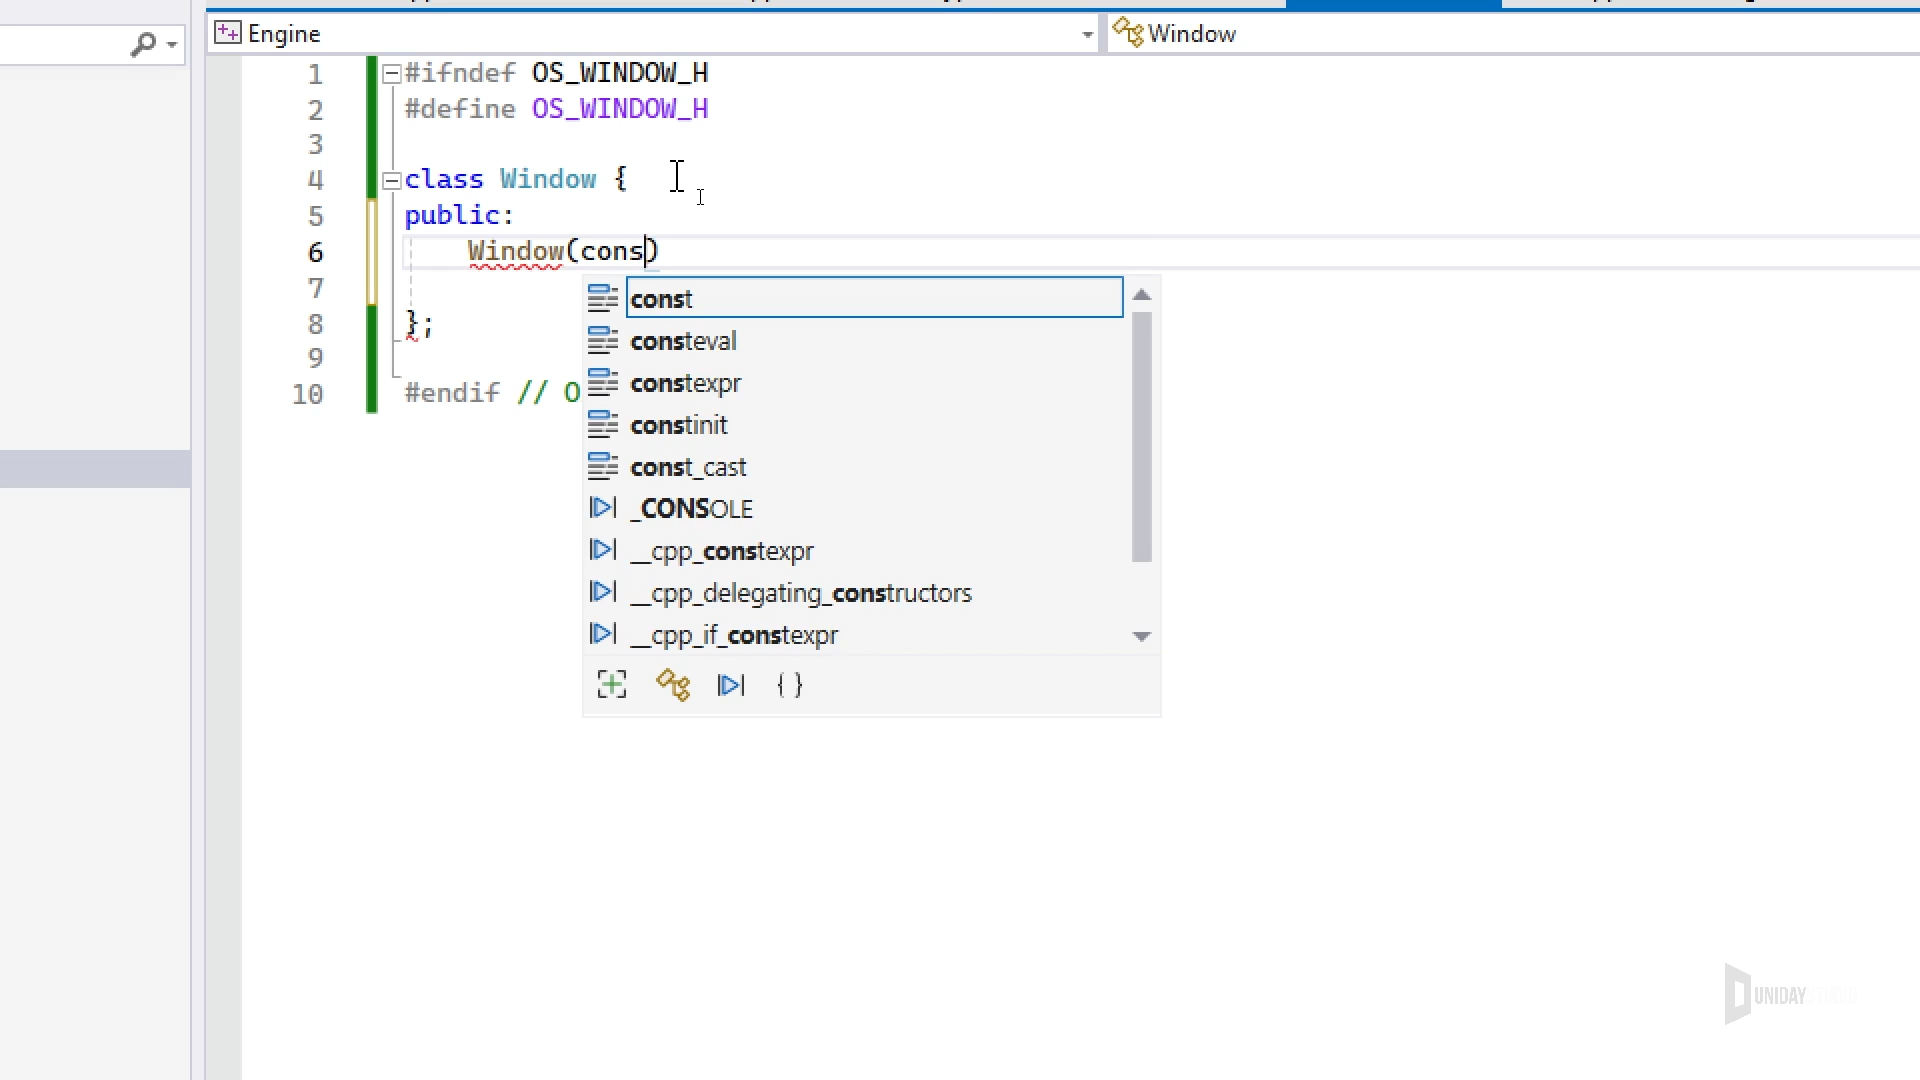 Engine
Window
1 #ifndef OS_WINDOW_H
2 #define OS_WINDOW_H
3
4 class Window {
5 public:
6 Window(cons)
7
8 };
9
10 #endif // O
const
consteval
constexpr
constinit
const_cast
_CONSOLE
__cpp_constexpr
__cpp_delegating_constructors
__cpp_if_constexpr
{ }
UNIDAY